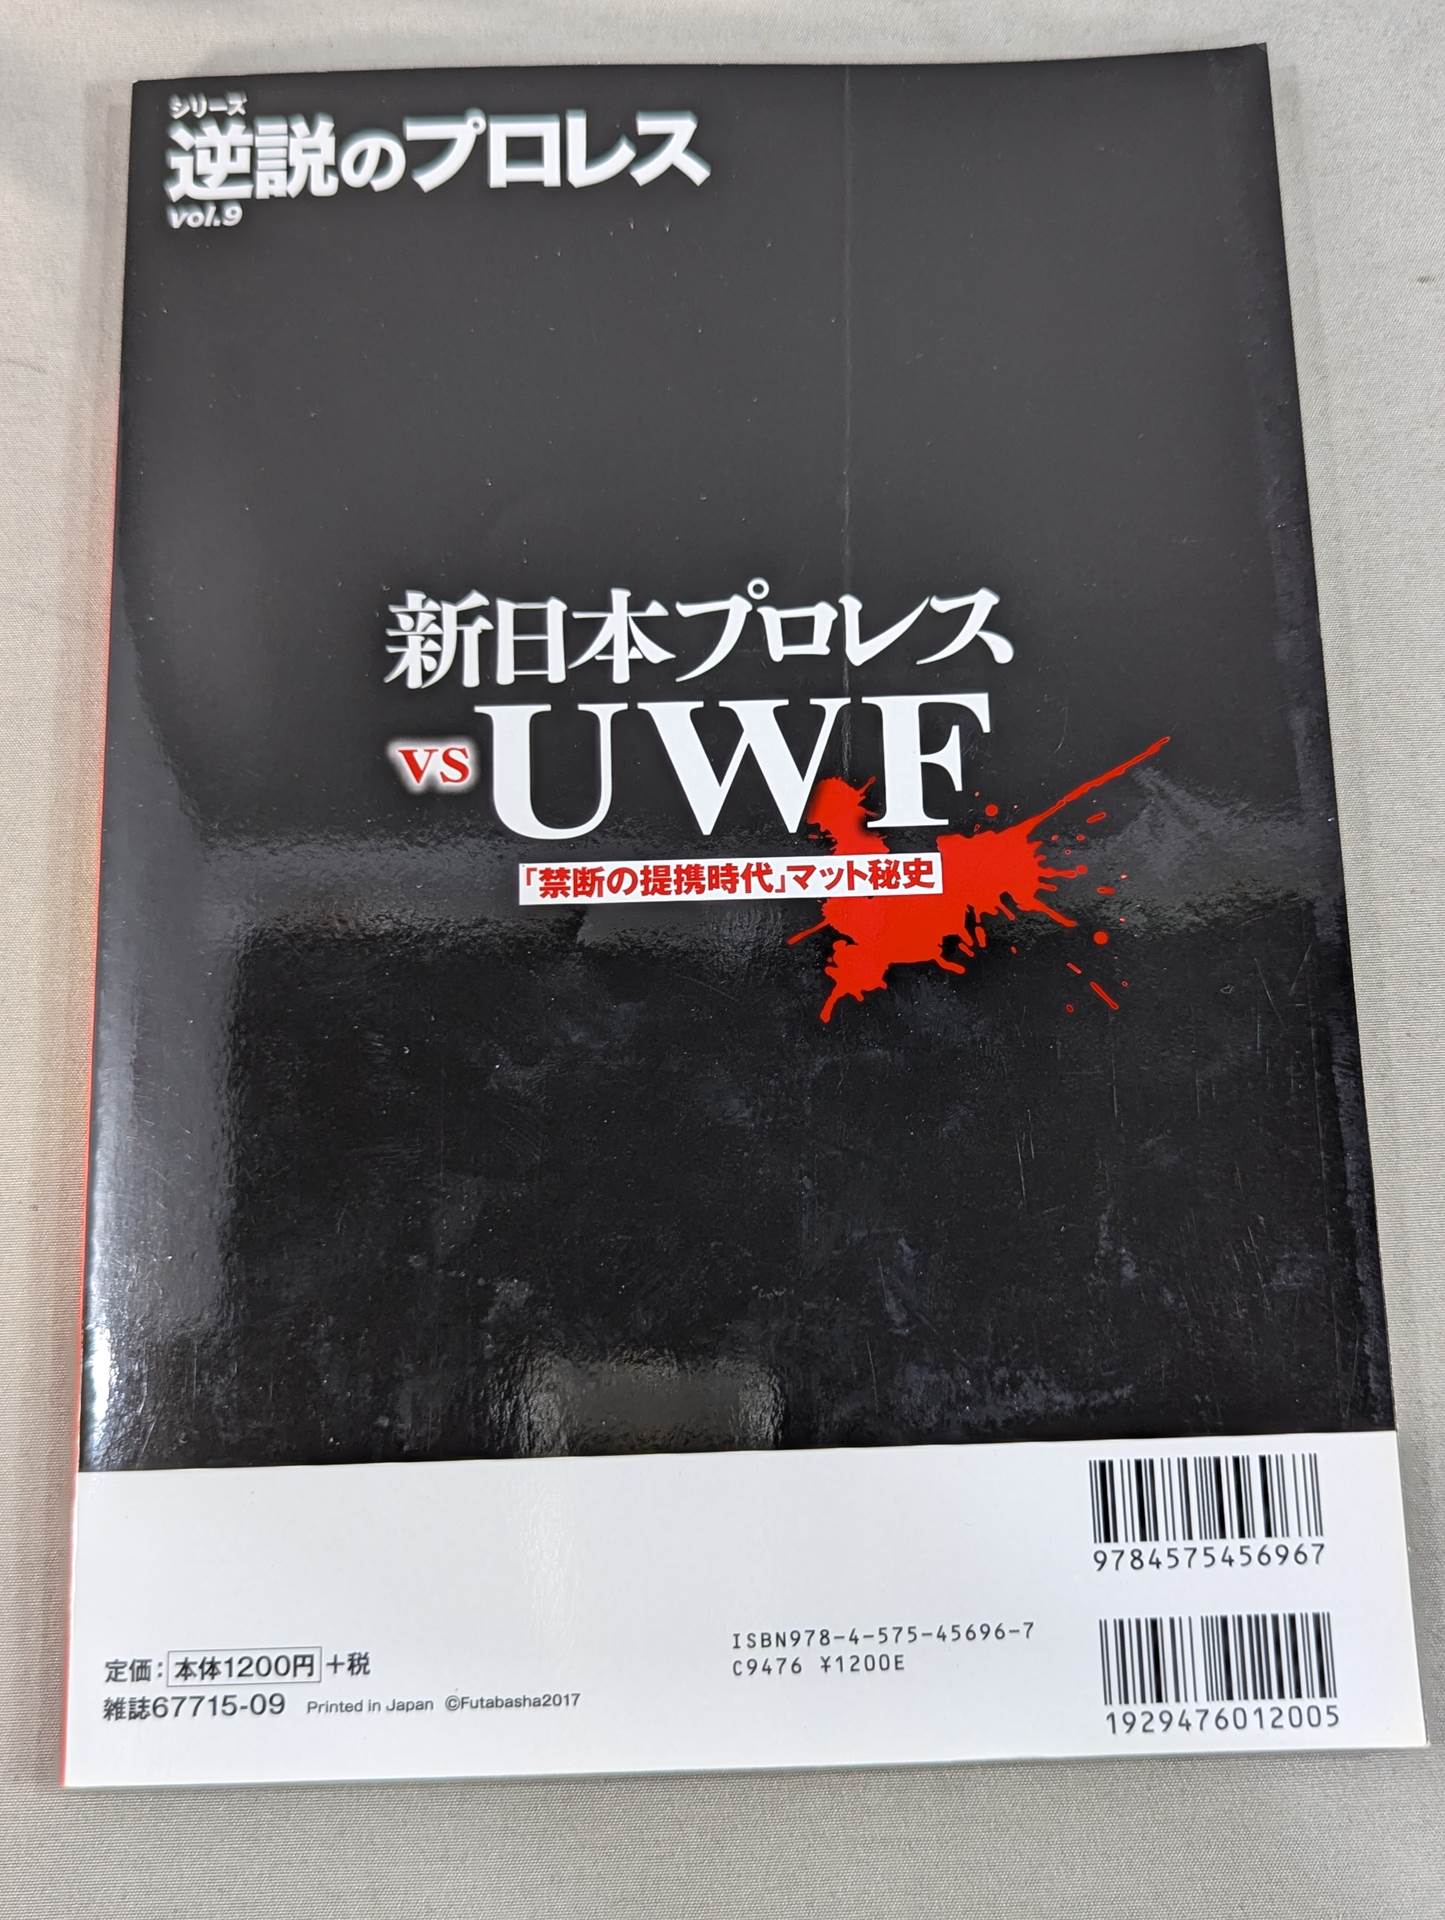 シリーズ
逆説のプロレス
vol.9
新日本プロレス
vs UWF
「禁断の提携時代」マット秘史
9784575456967
ISBN978-4-575-45696-7
C9476 ¥1200E
1929476012005
定価：本体1200円+税
雑誌67715-09 Printed in Japan ©Futabasha2017